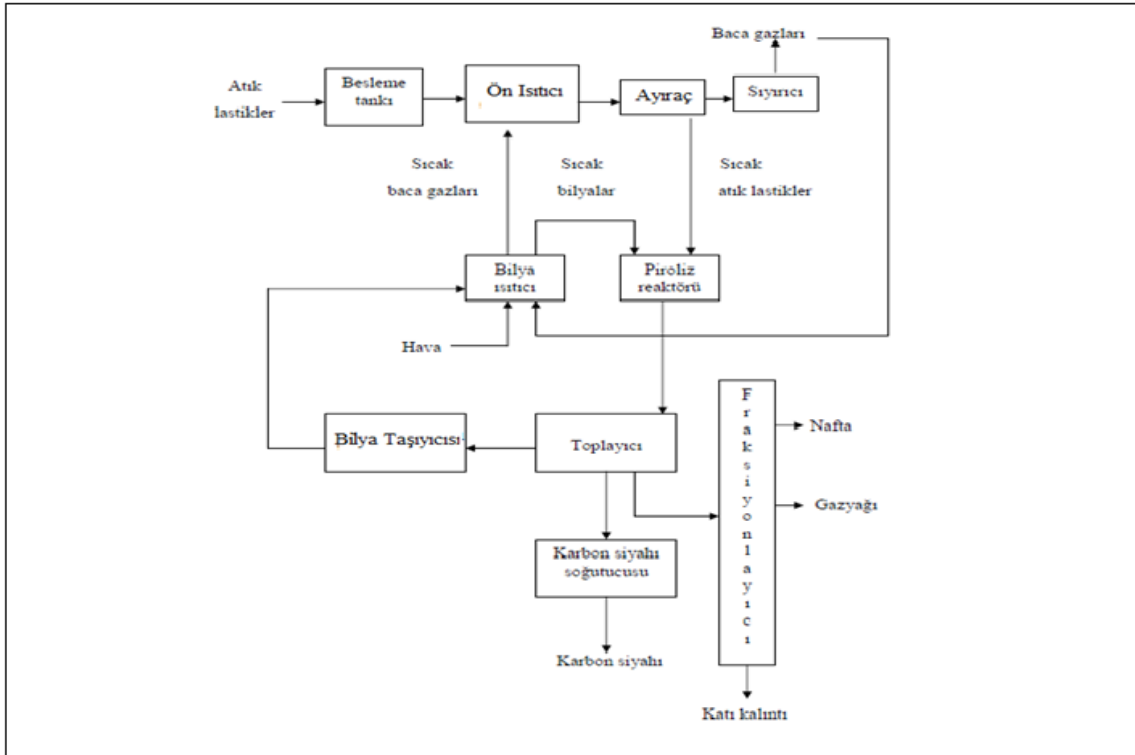 Baca gazları
Atık
lastikler
Besleme
tankı
Ön Isıtıcı
Ayıraç
Sıyırıcı
Sıcak
baca gazları
Sıcak
bilyalar
Sıcak
atık lastikler
Bilya
ısıtıcı
Piroliz
reaktörü
Hava
Bilya Taşıyıcısı
Toplayıcı
Fraksiyonlayıcı
Nafta
Gazyağı
Karbon siyahı
soğutucusu
Karbon siyahı
Katı kalıntı